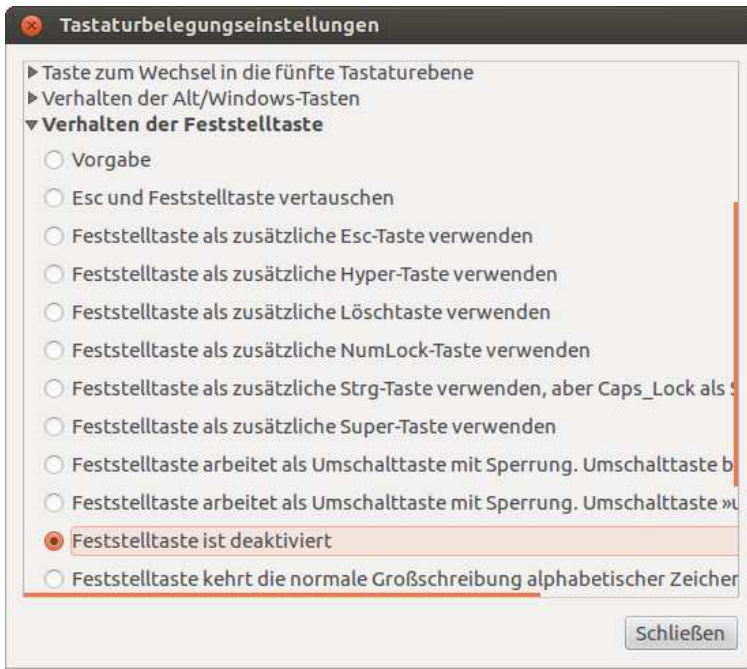 Tastaturbelegungseinstellungen
Taste zum Wechsel in die fünfte Tastaturebene
Verhalten der Alt/Windows-Tasten
Verhalten der Feststelltaste
Vorgabe
Esc und Feststelltaste vertauschen
Feststelltaste als zusätzliche Esc-Taste verwenden
Feststelltaste als zusätzliche Hyper-Taste verwenden
Feststelltaste als zusätzliche Löschtaste verwenden
Feststelltaste als zusätzliche NumLock-Taste verwenden
Feststelltaste als zusätzliche Strg-Taste verwenden, aber Caps_Lock als
Feststelltaste als zusätzliche Super-Taste verwenden
Feststelltaste arbeitet als Umschalttaste mit Sperrung. Umschalttaste
Feststelltaste arbeitet als Umschalttaste mit Sperrung. Umschalttaste
Feststelltaste ist deaktiviert
Feststelltaste kehrt die normale Großschreibung alphabetischer
Schließen